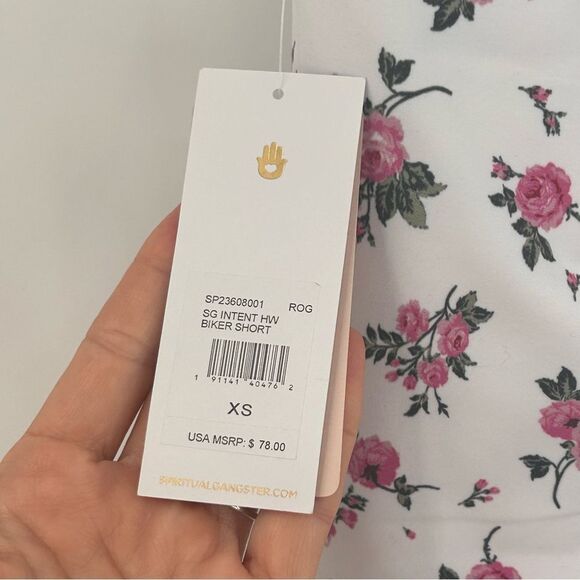 SP23608001 ROG
SG INTENT HW
BIKER SHORT
1 91141 40476 2
XS
USA MSRP: $ 78.00
SPIRITUALGANGSTER.COM